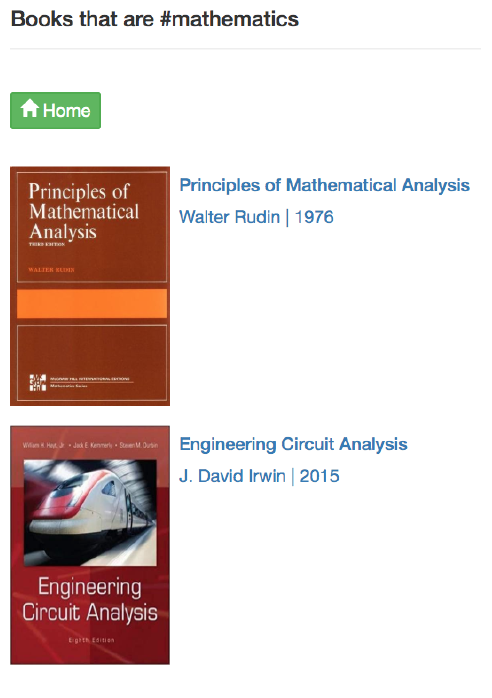 Books that are #mathematics
Home
Principles of
Mathematical
Analysis
THIRD EDITION
WALTER RUDIN
McGRAW-HILL INTERNATIONAL EDITIONS
Mathematics Series
Principles of Mathematical Analysis
Walter Rudin | 1976
William H. Hayt, Jr. • Jack E. Kemmerly • Steven M. Durbin
Engineering
Circuit Analysis
Eighth Edition
Engineering Circuit Analysis
J. David Irwin | 2015